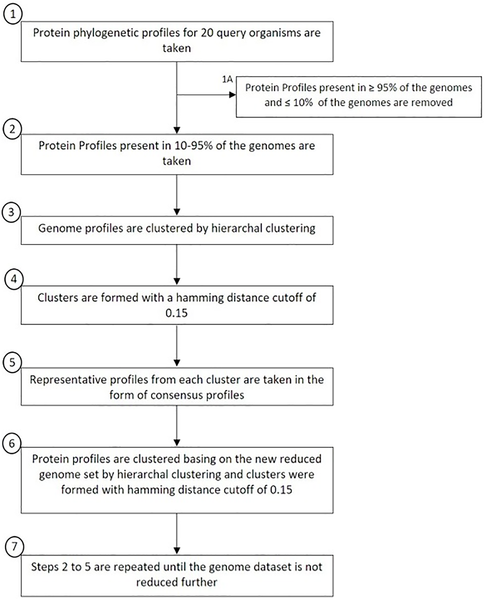 1
Protein phylogenetic profiles for 20 query organisms are
taken
1A
Protein Profiles present in ≥ 95% of the genomes
and ≤ 10% of the genomes are removed
2
Protein Profiles present in 10-95% of the genomes are
taken
3
Genome profiles are clustered by hierarchal clustering
4
Clusters are formed with a hamming distance cutoff of
0.15
5
Representative profiles from each cluster are taken in the
form of consensus profiles
6
Protein profiles are clustered basing on the new reduced
genome set by hierarchal clustering and clusters were
formed with hamming distance cutoff of 0.15
7
Steps 2 to 5 are repeated until the genome dataset is not
reduced further